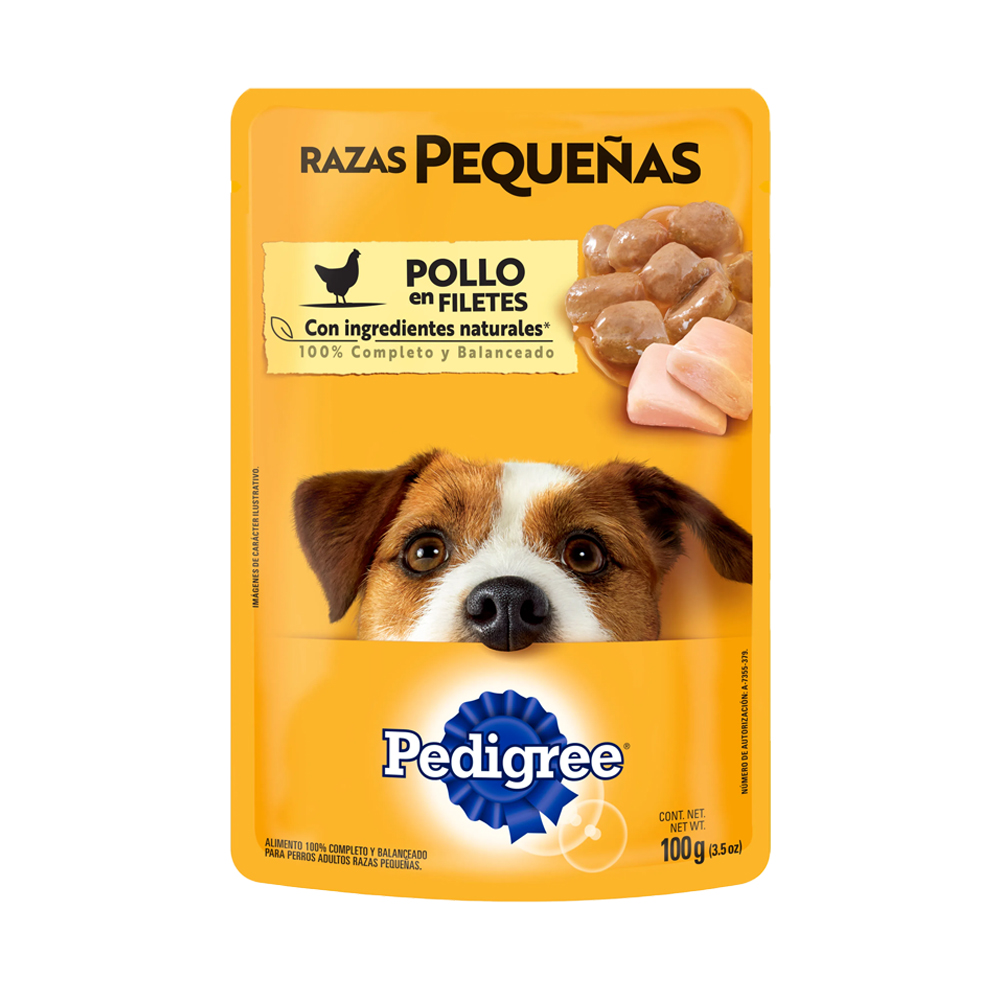 RAZAS PEQUEÑAS
POLLO
en FILETES
Con ingredientes naturales*
100% Completo y Balanceado
IMÁGENES DE CARÁCTER ILUSTRATIVO.
NÚMERO DE AUTORIZACIÓN: A-7355-379.
Pedigree®
CONT. NET.
NET WT.
100g (3.5 oz)
ALIMENTO 100% COMPLETO Y BALANCEADO
PARA PERROS ADULTOS RAZAS PEQUEÑAS.